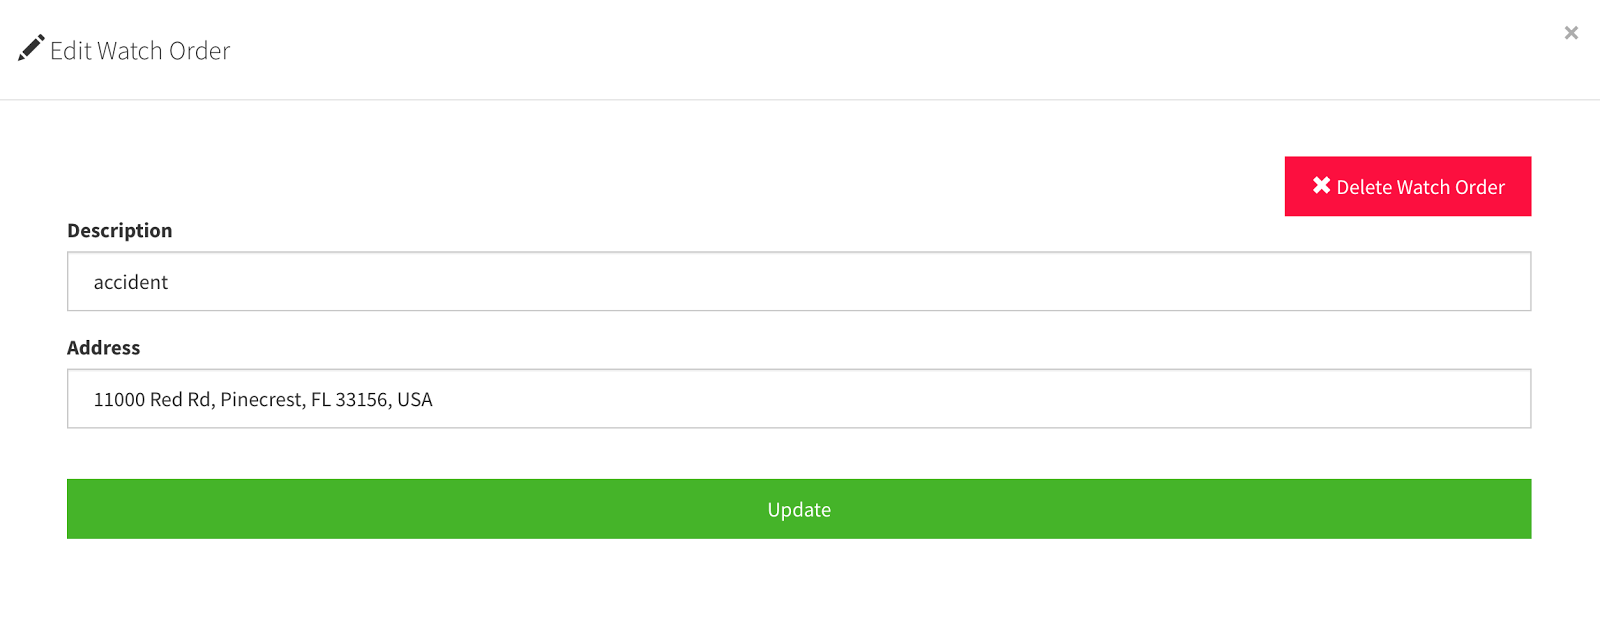 Edit Watch Order
×
Delete Watch Order
Description
accident
Address
11000 Red Rd, Pinecrest, FL 33156, USA
Update